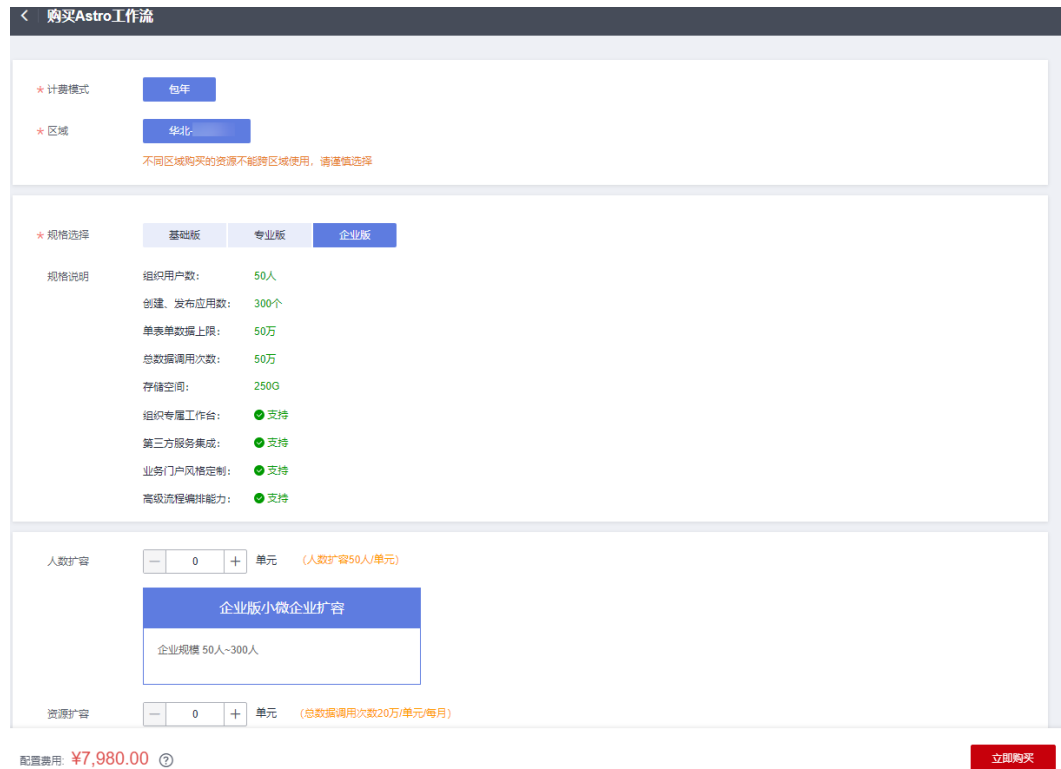 购买Astro工作流
* 计费模式 包年
* 区域 华北-
不同区域购买的资源不能跨区域使用，请谨慎选择
* 规格选择 基础版 专业版 企业版
规格说明 组织用户数： 50人
创建、发布应用数： 300个
单表单数据上限： 50万
总数据调用次数： 50万
存储空间： 250G
组织专属工作台： 支持
第三方服务集成： 支持
业务门户风格定制： 支持
高级流程编排能力： 支持
人数扩容 0 单元 (人数扩容50人/单元)
企业版小微企业扩容
企业规模 50人~300人
资源扩容 0 单元 (总数据调用次数20万/单元/每月)
配置费用: ¥7,980.00 立即购买